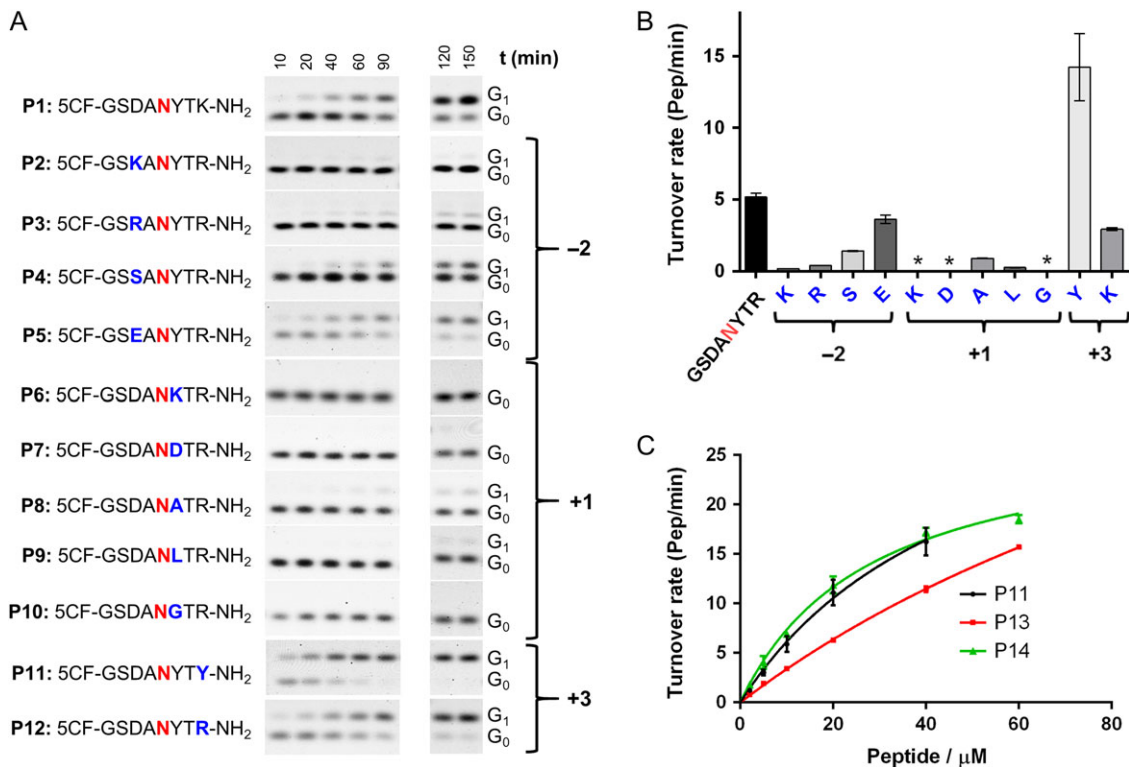 A
10 20 40 60 90 120 150 t (min)
P1: 5CF-GSDANYTK-NH2 G1
G0
P2: 5CF-GSKANYTR-NH2 G1
G0
P3: 5CF-GSRANYTR-NH2 G1
G0
–2
P4: 5CF-GSSANYTR-NH2 G1
G0
P5: 5CF-GSEANYTR-NH2 G1
G0
P6: 5CF-GSDANKTR-NH2 G0
P7: 5CF-GSDANDTR-NH2 G0
P8: 5CF-GSDANATR-NH2 G1
G0
+1
P9: 5CF-GSDANLTR-NH2 G1
G0
P10: 5CF-GSDANGTR-NH2 G0
P11: 5CF-GSDANYTY-NH2 G1
G0
+3
P12: 5CF-GSDANYTR-NH2 G1
G0
B
Turnover rate (Pep/min)
15
10
5
0
* * *
GSDANYTR K R S E K D A L G Y K
–2 +1 +3
C
Turnover rate (Pep/min)
25
20
15
10
5
0
P11
P13
P14
0 20 40 60 80
Peptide / μM